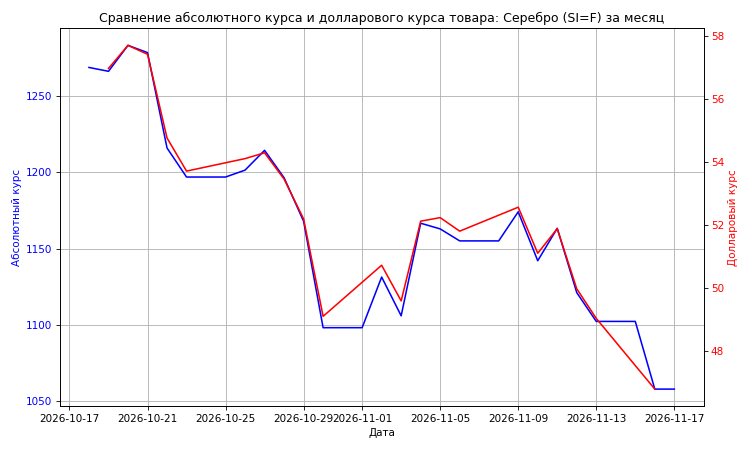 Сравнение абсолютного курса и долларового курса товара: Серебро (SI=F) за месяц
Абсолютный курс
1250
1200
1150
1100
1050
58
56
54
52
50
48
Долларовый курс
2026-10-17 2026-10-21 2026-10-25 2026-10-29 2026-11-01 2026-11-05 2026-11-09 2026-11-13 2026-11-17
Дата